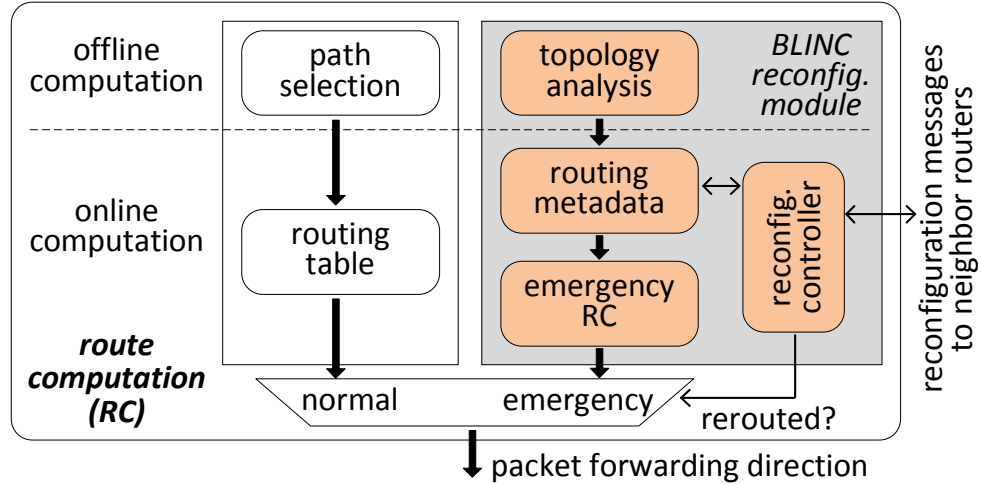 offline
computation
path
selection
topology
analysis
BLINC
reconfig.
module
online
computation
routing
table
routing
metadata
emergency
RC
reconfig.
controller
reconfiguration messages
to neighbor routers
route
computation
(RC)
normal
emergency
rerouted?
packet forwarding direction